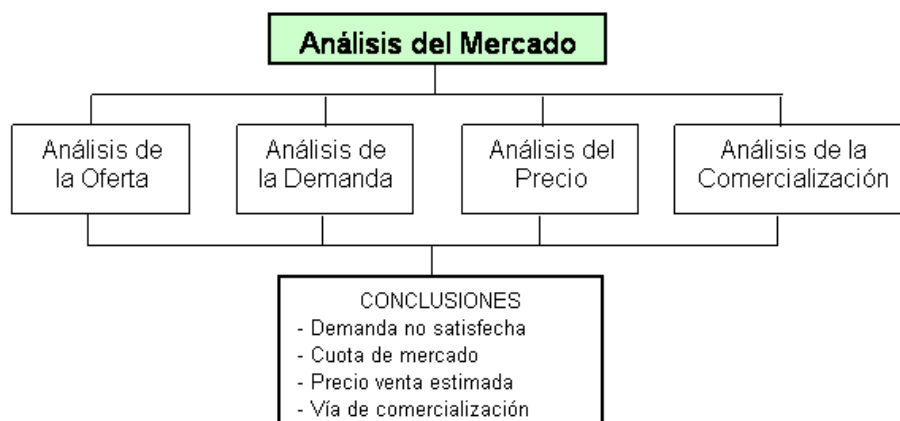 Análisis del Mercado
Análisis de
la Oferta
Análisis de
la Demanda
Análisis del
Precio
Análisis de la
Comercialización
CONCLUSIONES
- Demanda no satisfecha
- Cuota de mercado
- Precio venta estimada
- Vía de comercialización